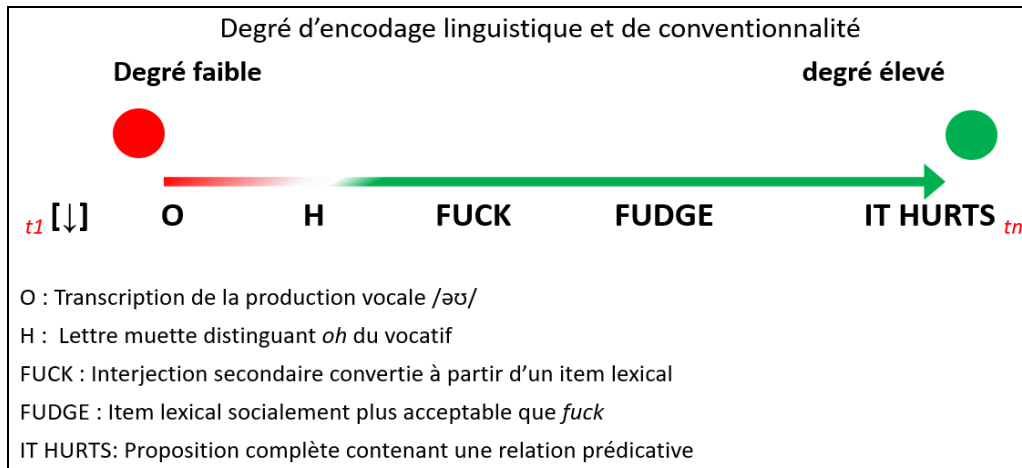 Degré d’encodage linguistique et de conventionnalité
Degré faible degré élevé
t1 [↓] O H FUCK FUDGE IT HURTS tn
O : Transcription de la production vocale /əʊ/
H : Lettre muette distinguant oh du vocatif
FUCK : Interjection secondaire convertie à partir d’un item lexical
FUDGE : Item lexical socialement plus acceptable que fuck
IT HURTS: Proposition complète contenant une relation prédicative